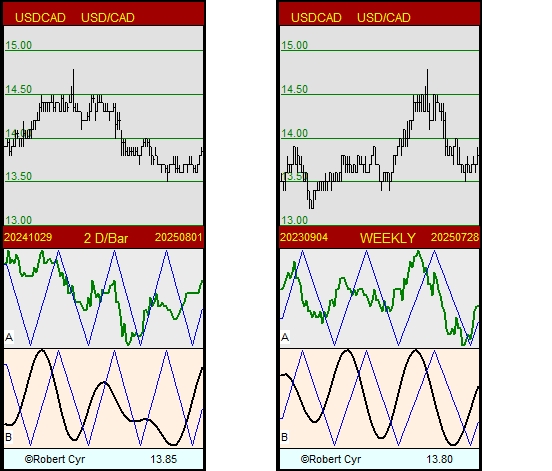 USDCAD USD/CAD
15.00
14.50
14.00
13.50
13.00
20241029 2 D/Bar 20250801
A
B
©Robert Cyr 13.85
USDCAD USD/CAD
15.00
14.50
14.00
13.50
13.00
20230904 WEEKLY 20250728
A
B
©Robert Cyr 13.80